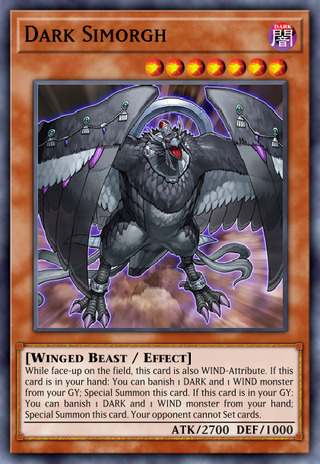 Dark Simorgh
DARK
闇
[Winged Beast / Effect]
While face-up on the field, this card is also WIND-Attribute. If this
card is in your hand: You can banish 1 DARK and 1 WIND monster
from your GY; Special Summon this card. If this card is in your GY:
You can banish 1 DARK and 1 WIND monster from your hand;
Special Summon this card. Your opponent cannot Set cards.
ATK/2700 DEF/1000